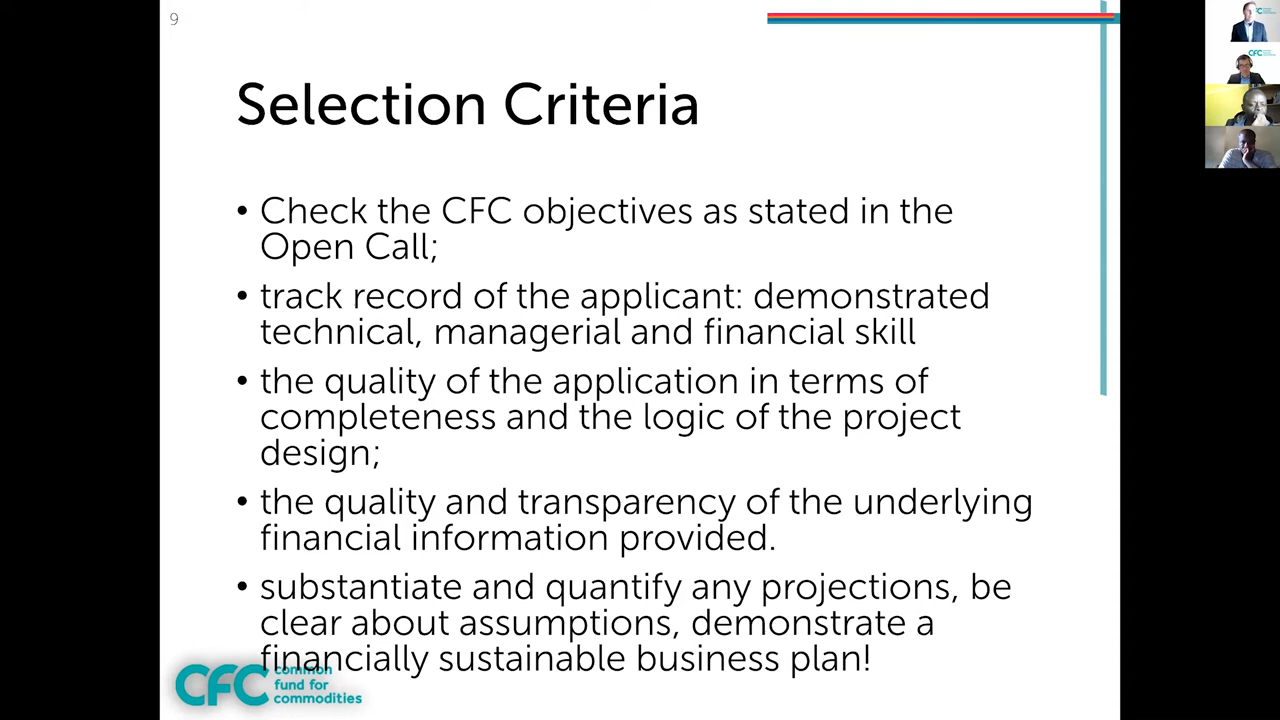 9
Selection Criteria
• Check the CFC objectives as stated in the
Open Call;
• track record of the applicant: demonstrated
technical, managerial and financial skill
• the quality of the application in terms of
completeness and the logic of the project
design;
• the quality and transparency of the underlying
financial information provided.
• substantiate and quantify any projections, be
clear about assumptions, demonstrate a
financially sustainable business plan!
CFC common
fund for
commodities
CFC